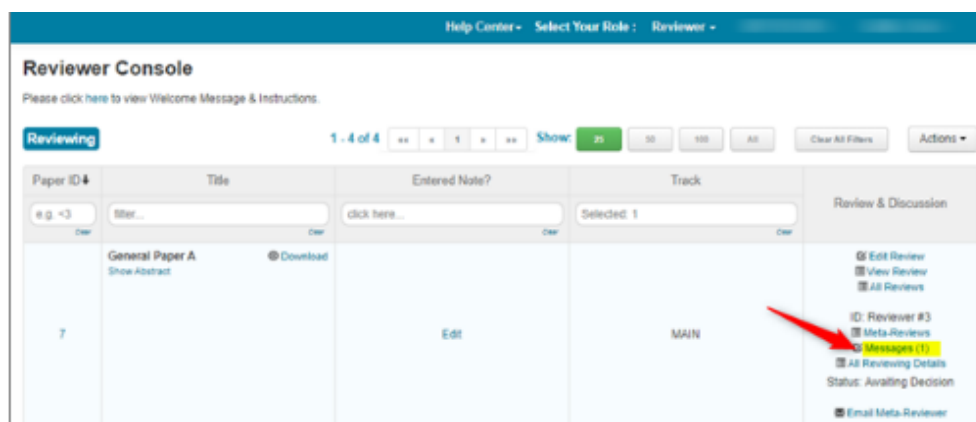 Help Center Select Your Role : Reviewer
Reviewer Console
Please click here to view Welcome Message & Instructions.
Reviewing 1 - 4 of 4 «« « 1 » »» Show: 25 50 100 All Clear All Filters Actions
Paper ID Title Entered Note? Track Review & Discussion
e.g. <3 filter... click here... Selected: 1
Clear Clear Clear Clear
General Paper A Download
Show Abstract
Edit Review
View Review
All Reviews
ID: Reviewer #3
7 Edit MAIN Meta-Reviews
Messages (1)
All Reviewing Details
Status: Awaiting Decision
Email Meta-Reviewer